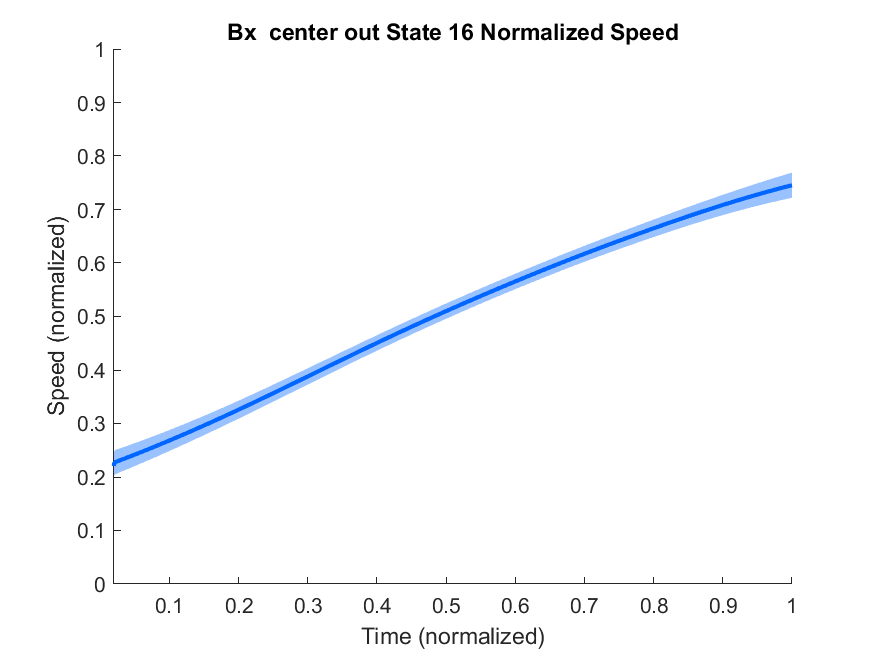 Bx  center out State 16 Normalized Speed
1
0.9
0.8
0.7
0.6
0.5
0.4
0.3
0.2
0.1
0
Speed (normalized)
0.1 0.2 0.3 0.4 0.5 0.6 0.7 0.8 0.9 1
Time (normalized)